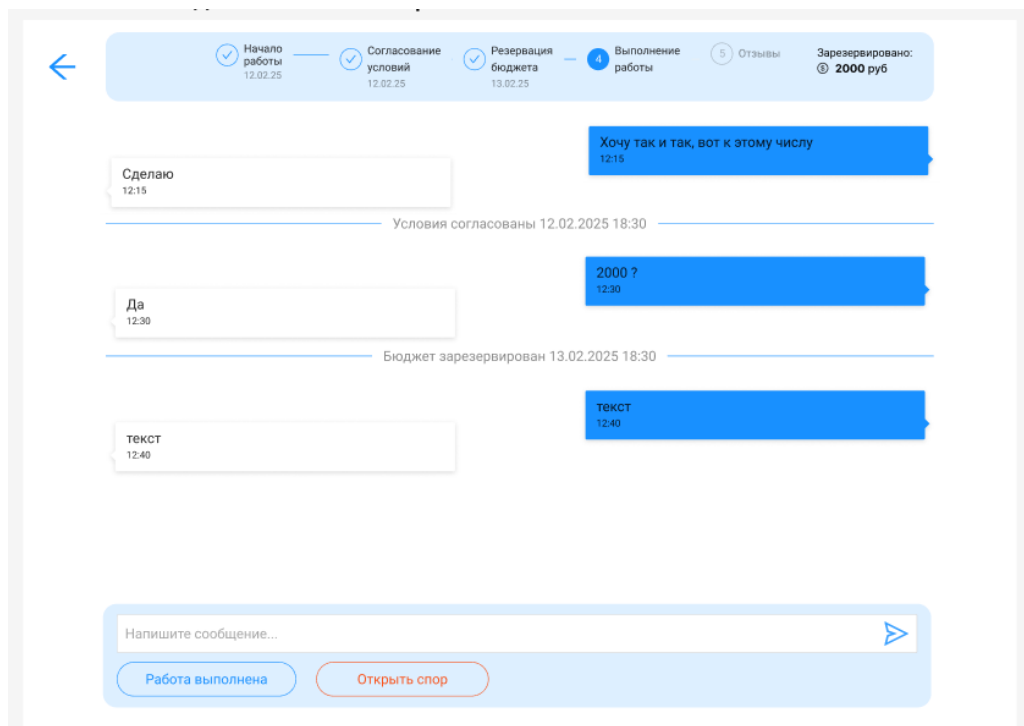 Начало
работы
12.02.25
Согласование
условий
12.02.25
Резервация
бюджета
13.02.25
4
Выполнение
работы
5
Отзывы
Зарезервировано:
2000 руб
Хочу так и так, вот к этому числу
12:15
Сделаю
12:15
Условия согласованы 12.02.2025 18:30
2000 ?
12:30
Да
12:30
Бюджет зарезервирован 13.02.2025 18:30
текст
12:40
текст
12:40
Напишите сообщение...
Работа выполнена
Открыть спор